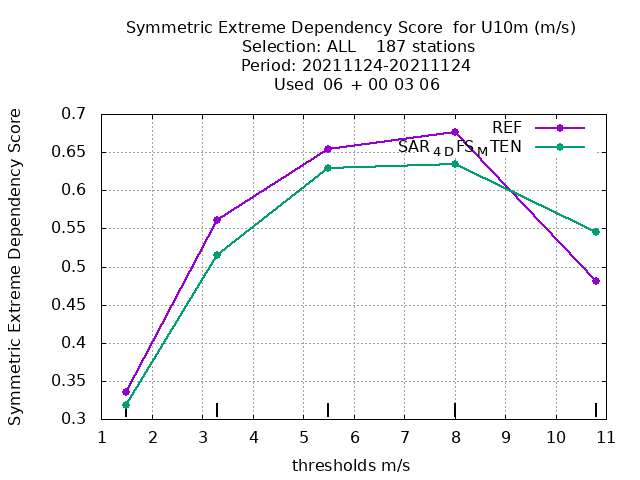 Symmetric Extreme Dependency Score for U10m (m/s)
Selection: ALL 187 stations
Period: 20211124-20211124
Used 06 + 00 03 06
Symmetric Extreme Dependency Score
0.7
0.65
0.6
0.55
0.5
0.45
0.4
0.35
0.3
REF
SAR4DFSMTEN
1 2 3 4 5 6 7 8 9 10 11
thresholds m/s